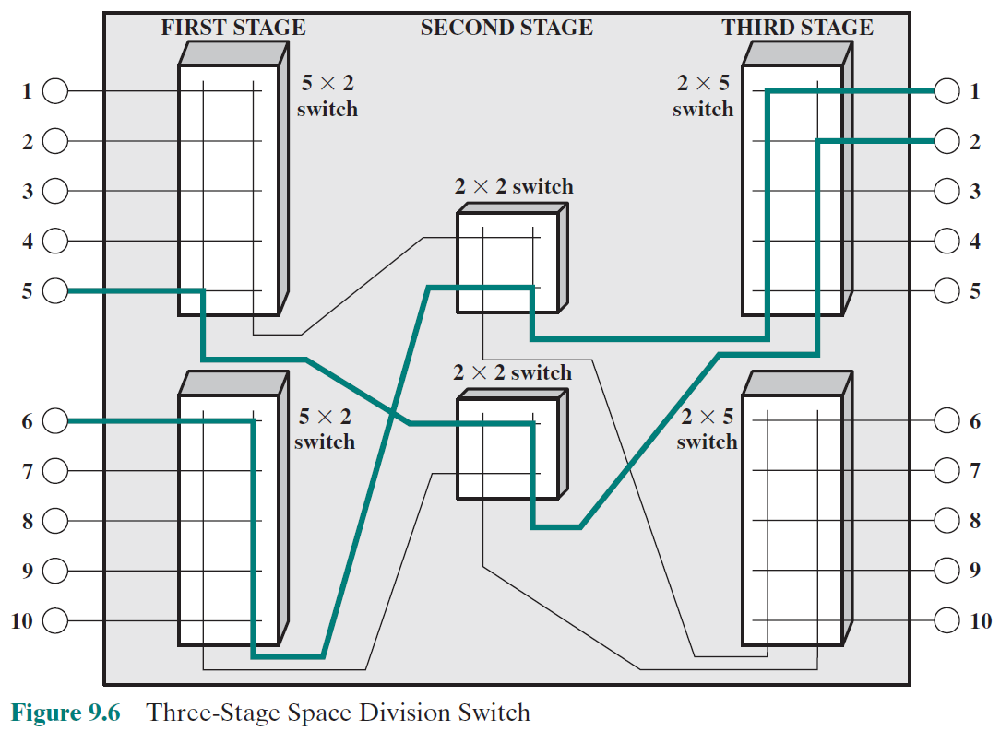 FIRST STAGE SECOND STAGE THIRD STAGE
5 × 2
switch
2 × 5
switch
1
2
3
4
5
1
2
3
4
5
2 × 2 switch
2 × 2 switch
5 × 2
switch
2 × 5
switch
6
7
8
9
10
6
7
8
9
10
Figure 9.6 Three-Stage Space Division Switch